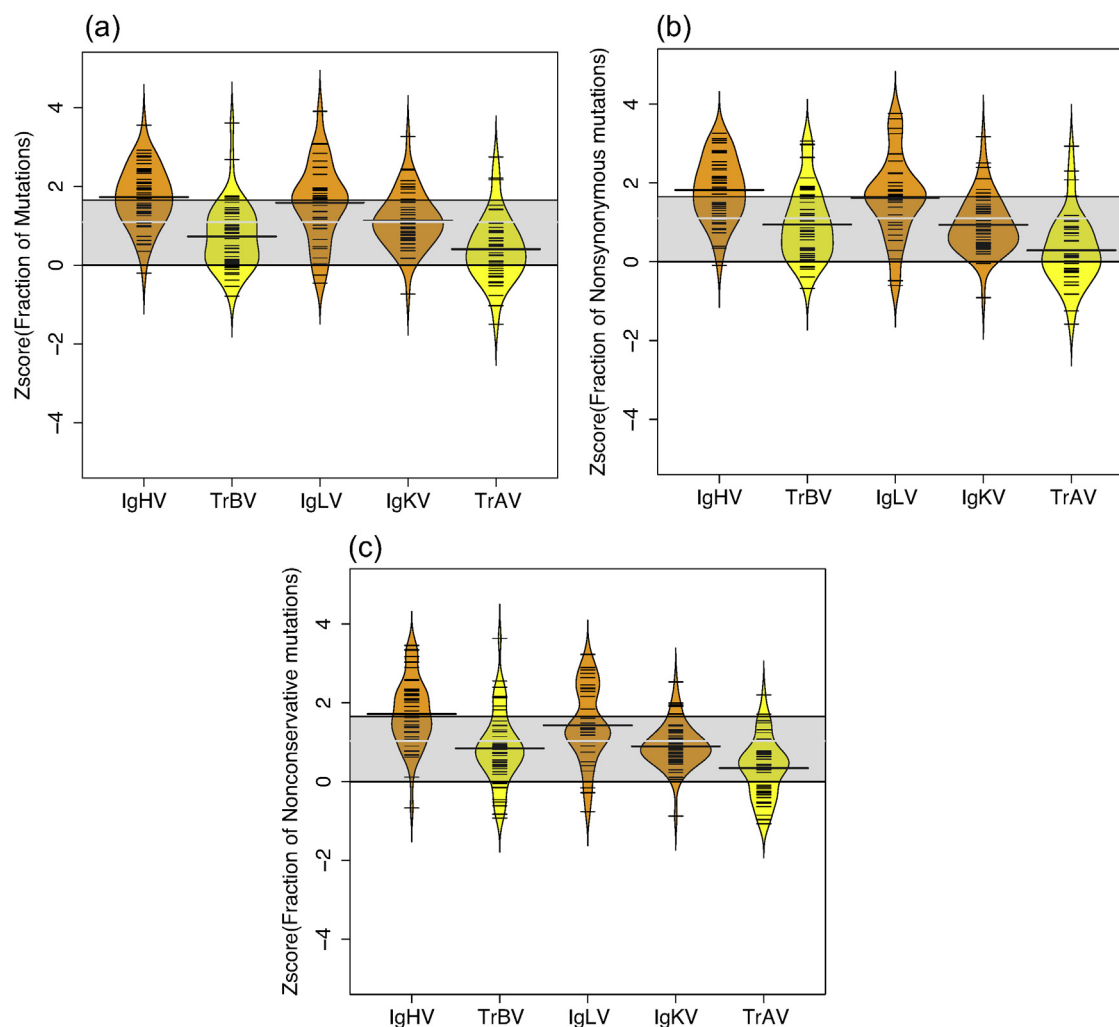 (a)
Zscore(Fraction of Mutations)
4
2
0
−2
−4
IgHV TrBV IgLV IgKV TrAV
(b)
Zscore(Fraction of Nonsynonymous mutations)
4
2
0
−2
−4
IgHV TrBV IgLV IgKV TrAV
(c)
Zscore(Fraction of Nonconservative mutations)
4
2
0
−2
−4
IgHV TrBV IgLV IgKV TrAV